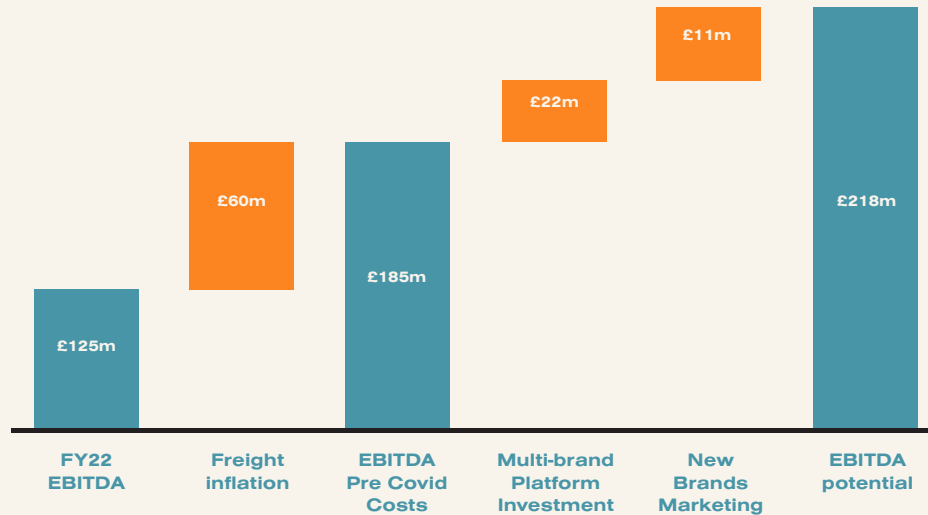 £11m
£22m
£60m
£218m
£185m
£125m
FY22
EBITDA
Freight
inflation
EBITDA
Pre Covid
Costs
Multi-brand
Platform
Investment
New
Brands
Marketing
EBITDA
potential